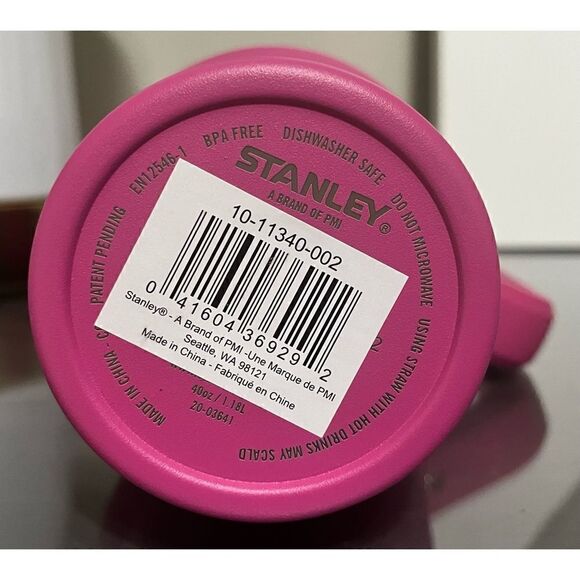 MADE IN CHINA · C
PATENT PENDING
EN12546-1
BPA FREE
DISHWASHER SAFE
DO NOT MICROWAVE
USING STRAW WITH HOT DRINKS MAY SCALD
STANLEY®
A BRAND OF PMI
10-11340-002
0 41604 36929 2
Stanley® - A Brand of PMI -Une Marque de PMI
Seattle, WA 98121
Made in China - Fabriqué en Chine
2
40oz / 1.18L
20-03641